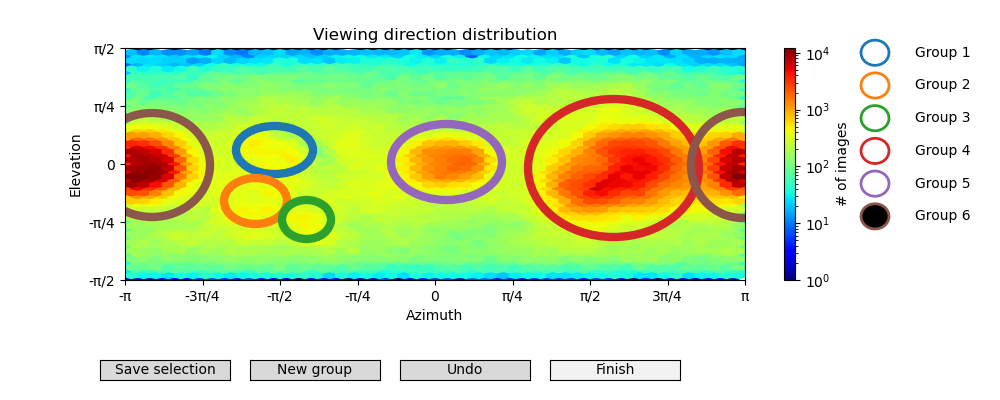 Viewing direction distribution
π/2
π/4
0
-π/4
-π/2
Elevation
-π
-3π/4
-π/2
-π/4
0
π/4
π/2
3π/4
π
Azimuth
10⁴
10³
10²
10¹
10⁰
# of images
Group 1
Group 2
Group 3
Group 4
Group 5
Group 6
Save selection
New group
Undo
Finish